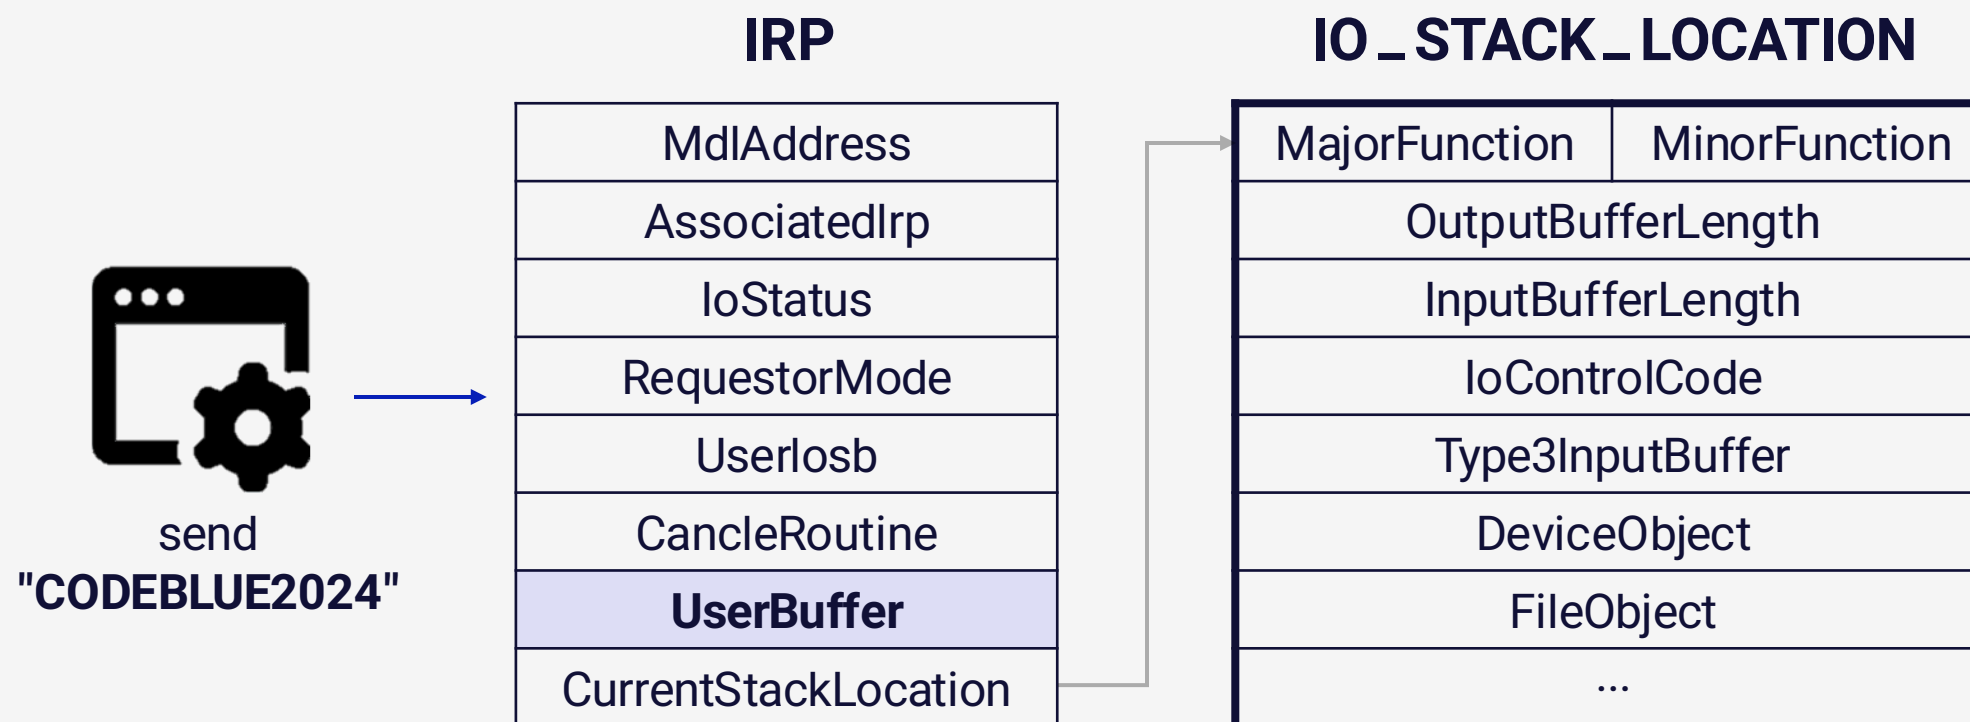 IRP
MdlAddress
AssociatedIrp
IoStatus
RequestorMode
UserIosb
CancleRoutine
UserBuffer
CurrentStackLocation
IO_STACK_LOCATION
MajorFunction MinorFunction
OutputBufferLength
InputBufferLength
IoControlCode
Type3InputBuffer
DeviceObject
FileObject
...
send
"CODEBLUE2024"